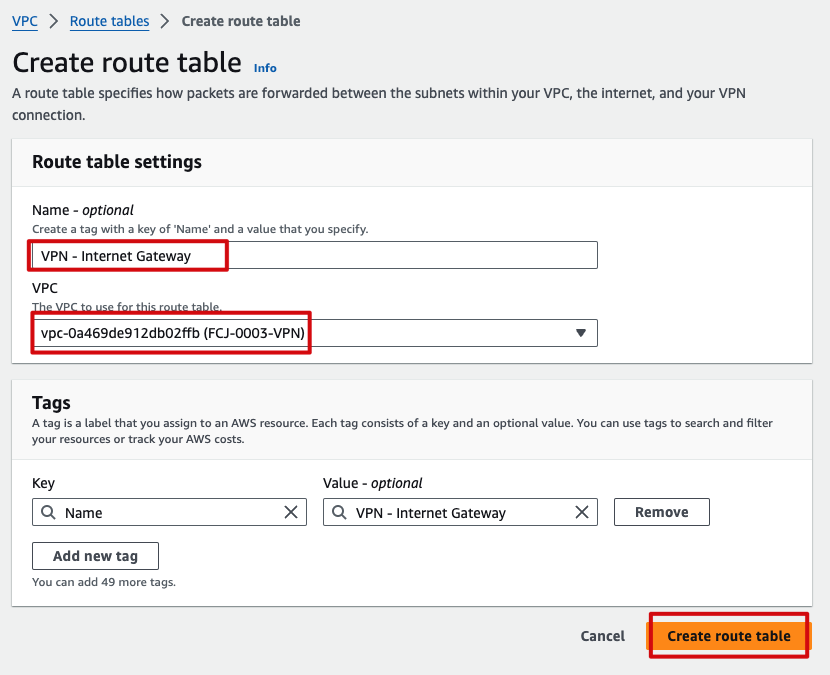 VPC > Route tables > Create route table
Create route table Info
A route table specifies how packets are forwarded between the subnets within your VPC, the internet, and your VPN
connection.
Route table settings
Name - optional
Create a tag with a key of 'Name' and a value that you specify.
VPN - Internet Gateway
VPC
The VPC to use for this route table.
vpc-0a469de912db02ffb (FCJ-0003-VPN)
Tags
A tag is a label that you assign to an AWS resource. Each tag consists of a key and an optional value. You can use tags to search and filter
your resources or track your AWS costs.
Key Value - optional
Name VPN - Internet Gateway Remove
Add new tag
You can add 49 more tags.
Cancel Create route table